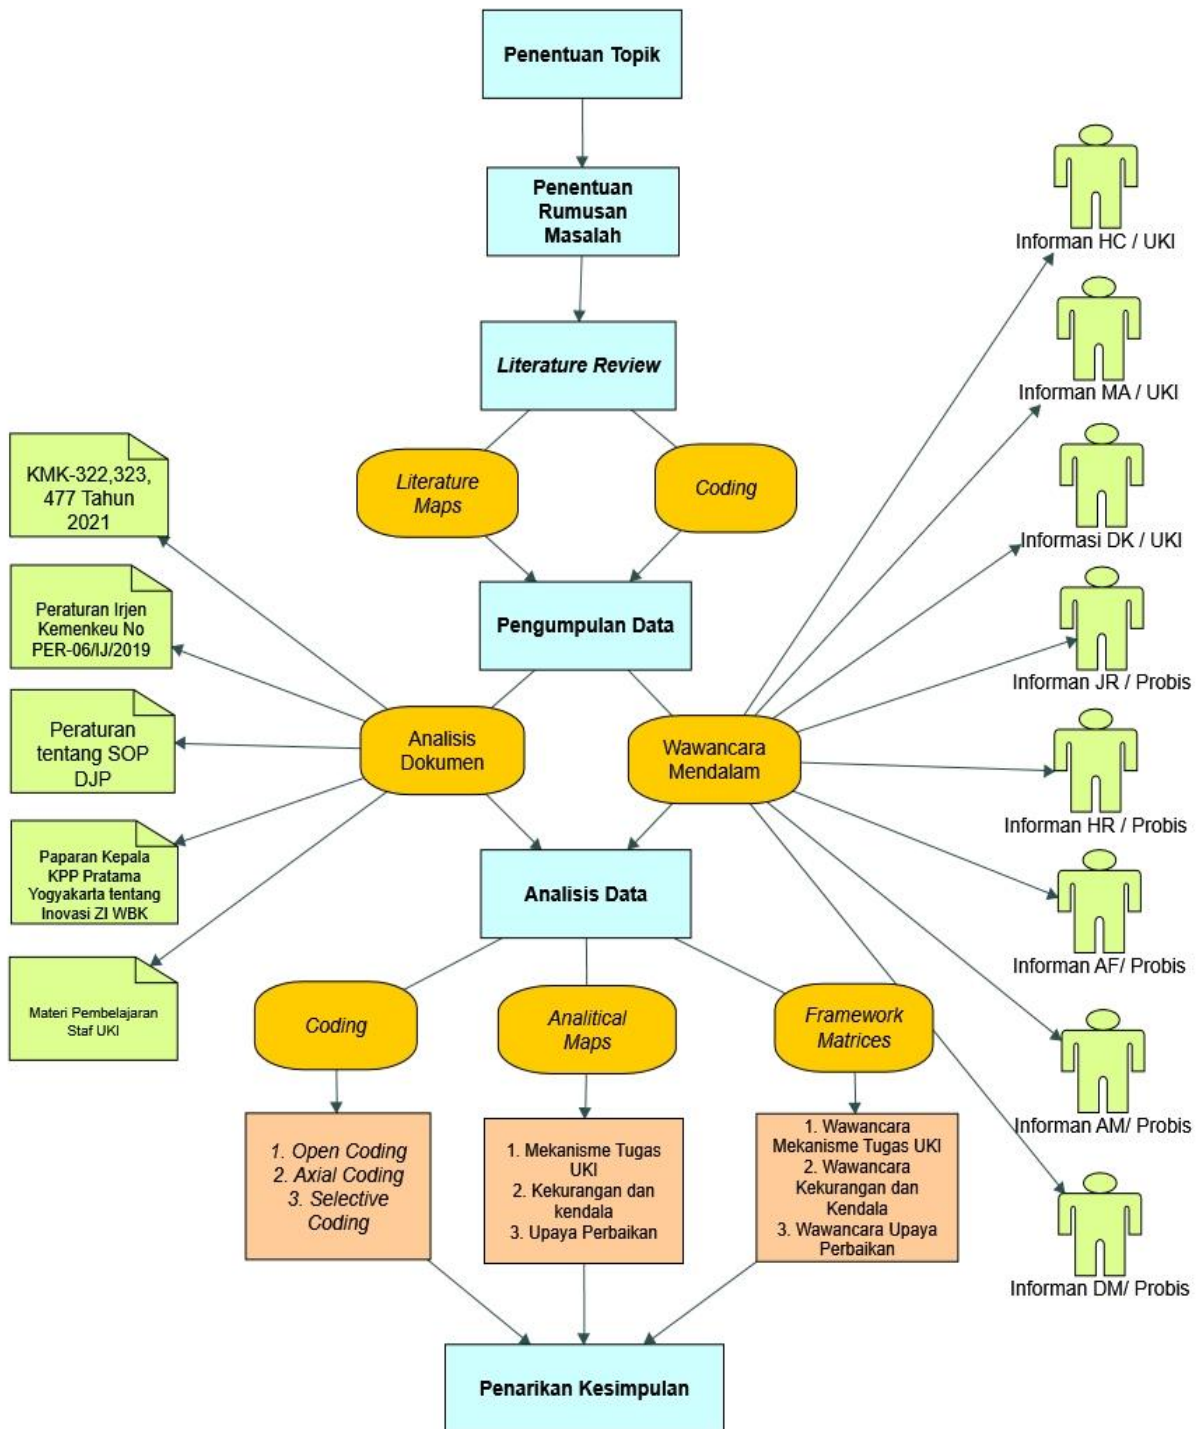 Penentuan Topik
Penentuan
Rumusan
Masalah
Literature Review
Literature
Maps
Coding
Pengumpulan Data
Analisis
Dokumen
Wawancara
Mendalam
KMK-322,323,
477 Tahun
2021
Peraturan Irjen
Kemenkeu No
PER-06/IJ/2019
Peraturan
tentang SOP
DJP
Paparan Kepala
KPP Pratama
Yogyakarta tentang
Inovasi ZI WBK
Materi Pembelajaran
Staf UKI
Informan HC / UKI
Informan MA / UKI
Informasi DK / UKI
Informan JR / Probis
Informan HR / Probis
Informan AF/ Probis
Informan AM/ Probis
Informan DM/ Probis
Analisis Data
Coding
Analitical
Maps
Framework
Matrices
1. Open Coding
2. Axial Coding
3. Selective
Coding
1. Mekanisme Tugas
UKI
2. Kekurangan dan
kendala
3. Upaya Perbaikan
1. Wawancara
Mekanisme Tugas UKI
2. Wawancara
Kekurangan dan
Kendala
3. Wawancara Upaya
Perbaikan
Penarikan Kesimpulan